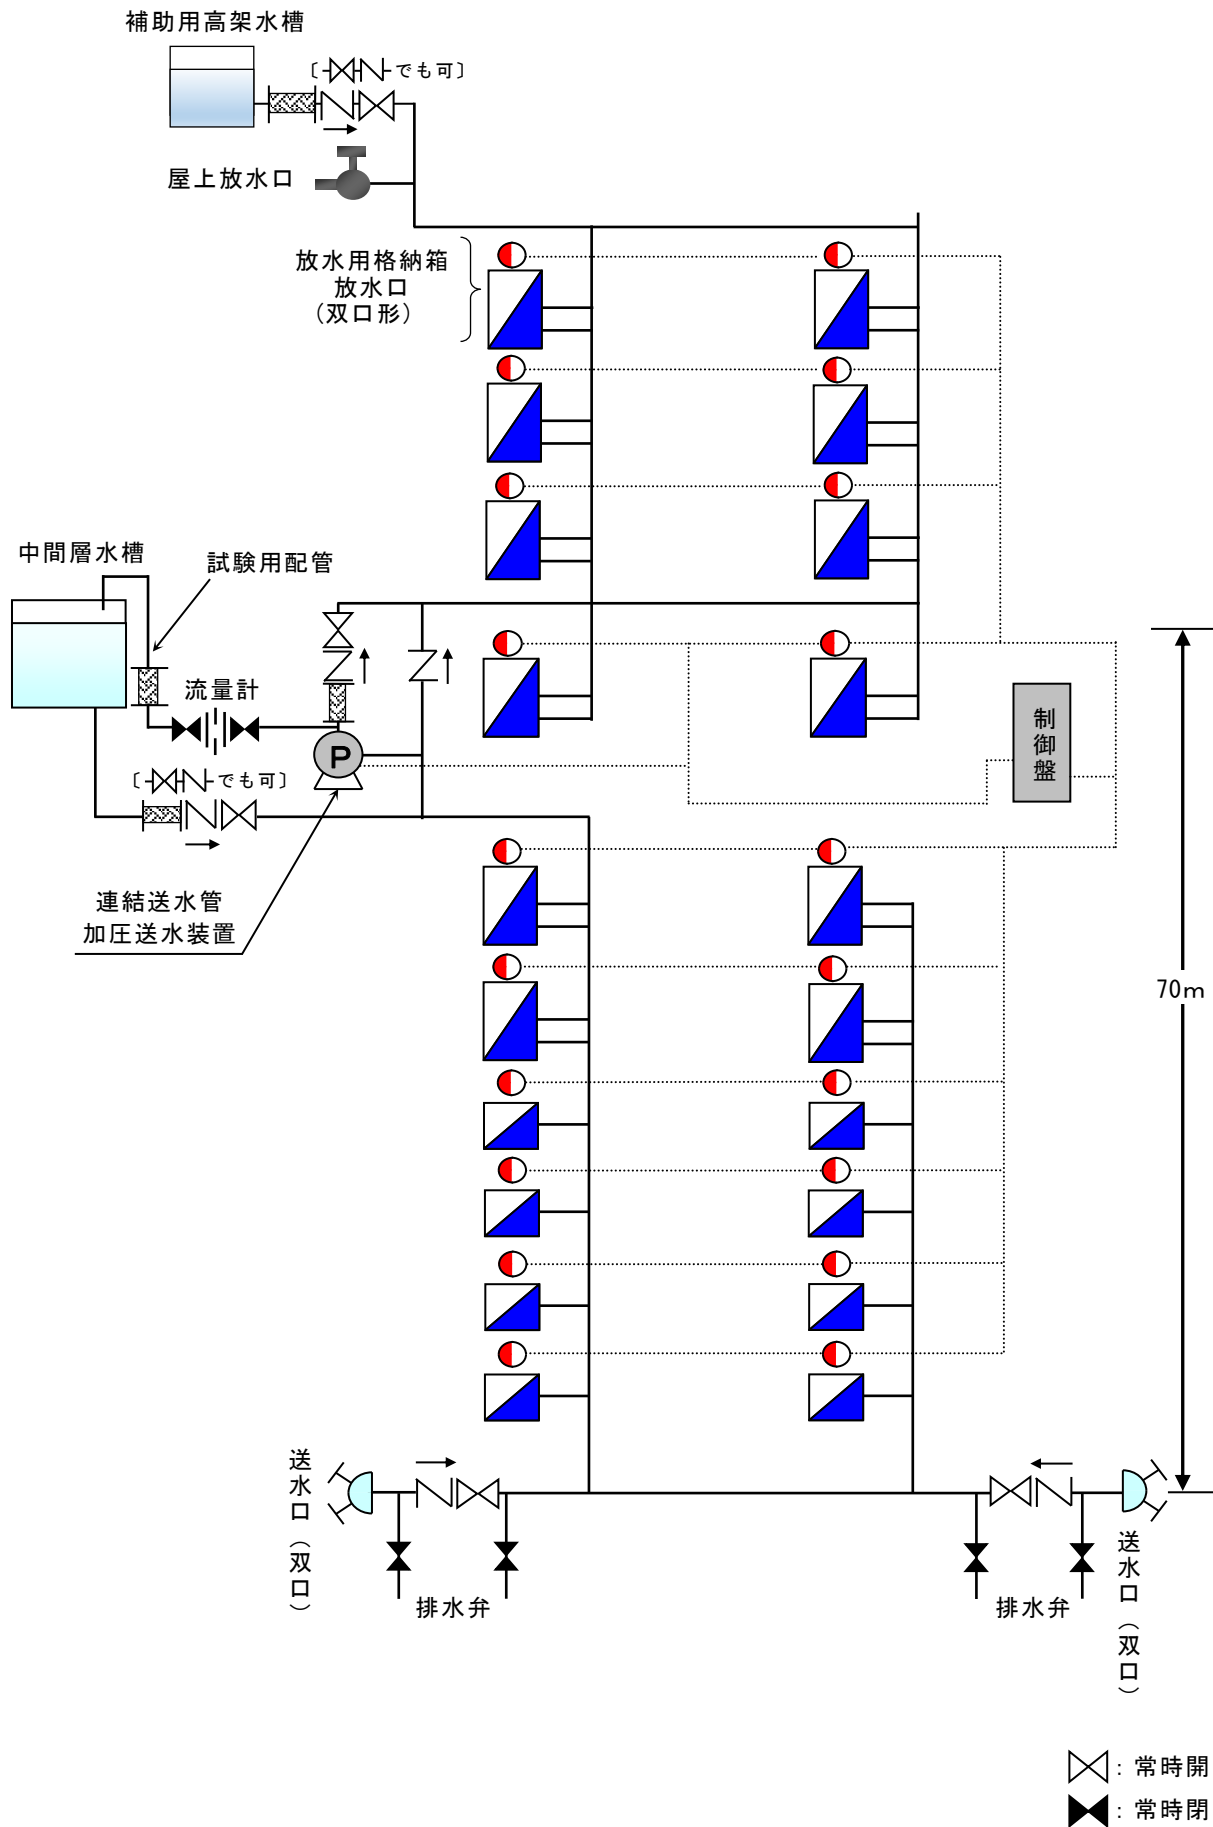 補助用高架水槽
〔 でも可〕
屋上放水口
放水用格納箱
放水口
(双口形)
中間層水槽
試験用配管
流量計
P
〔 でも可〕
制御盤
連結送水管
加圧送水装置
70m
送水口(双口)
排水弁
排水弁
送水口(双口)
：常時開
：常時閉